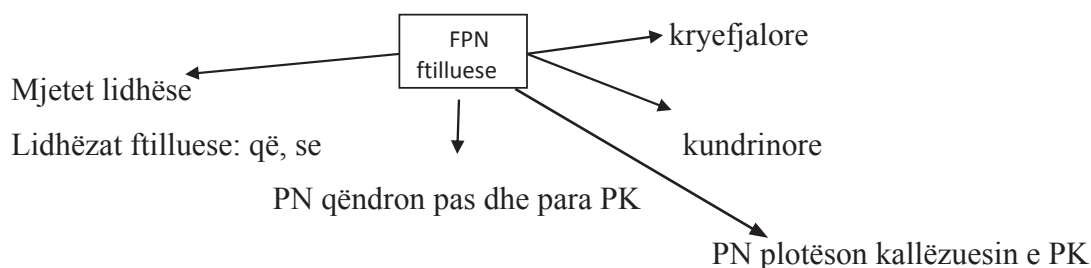 FPN
ftilluese
kryefjalore
Mjetet lidhëse
Lidhëzat ftilluese: që, se
kundrinore
PN qëndron pas dhe para PK
PN plotëson kallëzuesin e PK